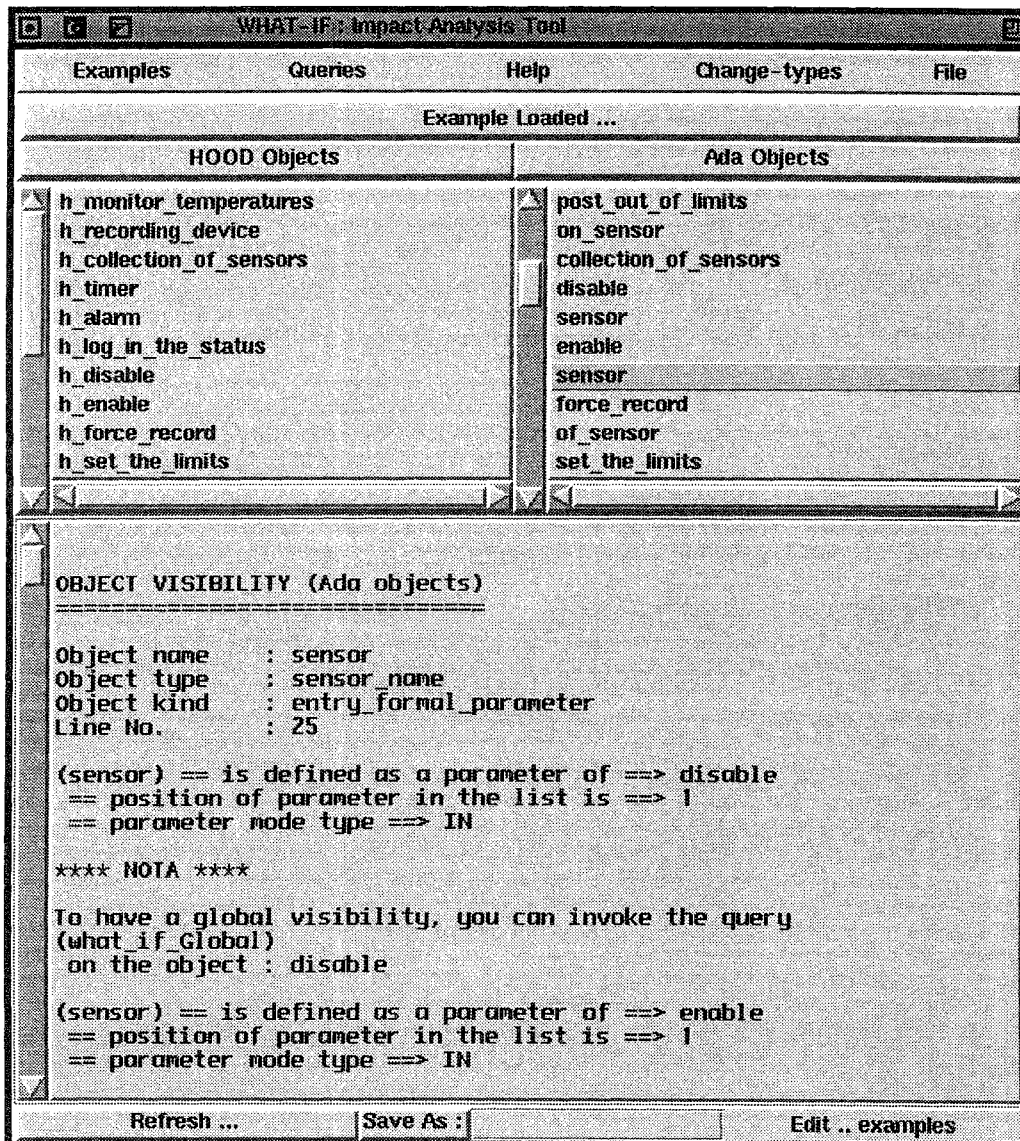 WHAT-IF : Impact Analysis Tool
Examples Queries Help Change-types File
Example Loaded ...
HOOD Objects Ada Objects
h_monitor_temperatures
h_recording_device
h_collection_of_sensors
h_timer
h_alarm
h_log_in_the_status
h_disable
h_enable
h_force_record
h_set_the_limits
post_out_of_limits
on_sensor
collection_of_sensors
disable
sensor
enable
sensor
force_record
of_sensor
set_the_limits
OBJECT VISIBILITY (Ada objects)
===============================
Object name : sensor
Object type : sensor_name
Object kind : entry_formal_parameter
Line No. : 25
(sensor) == is defined as a parameter of ==> disable
== position of parameter in the list is ==> 1
== parameter mode type ==> IN
**** NOTA ****
To have a global visibility, you can invoke the query
(what_if_Global)
on the object : disable
(sensor) == is defined as a parameter of ==> enable
== position of parameter in the list is ==> 1
== parameter mode type ==> IN
Refresh ... Save As : Edit .. examples